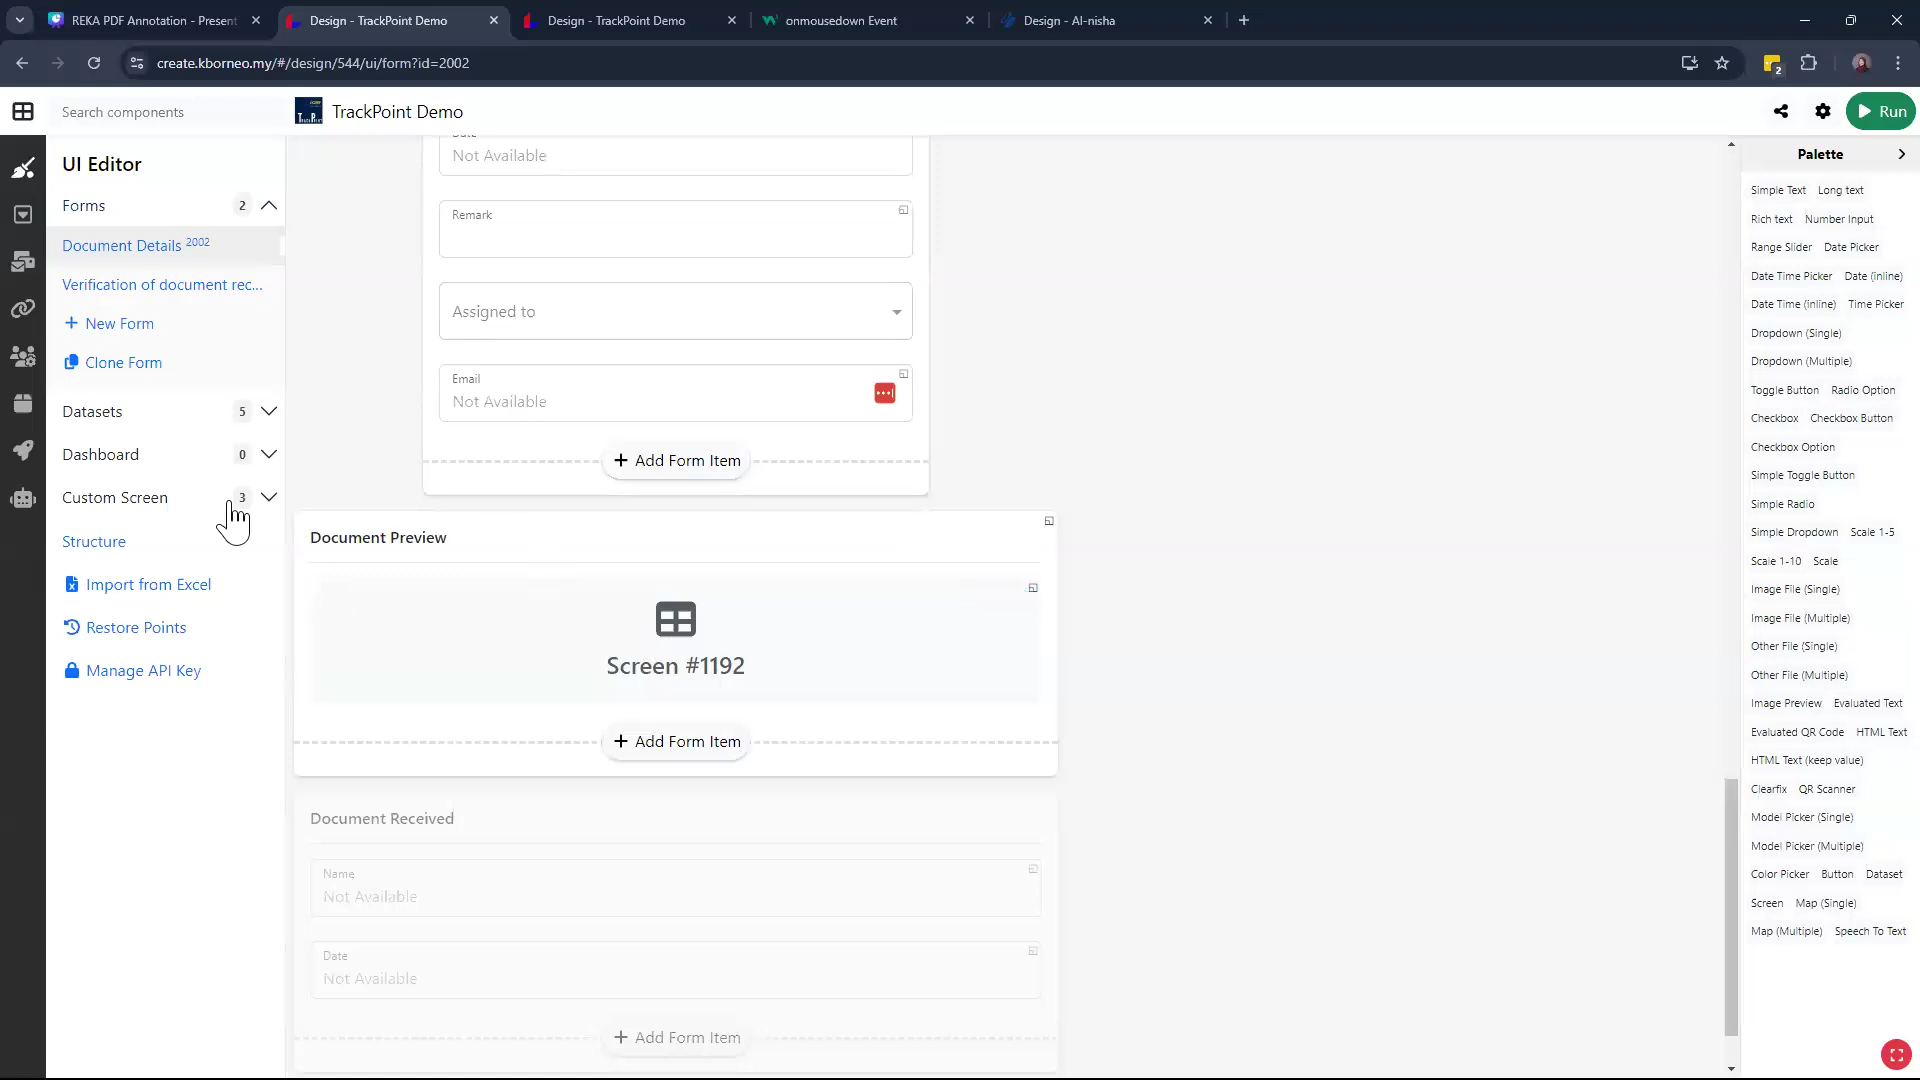 REKA PDF Annotation - Present
Design - TrackPoint Demo
Design - TrackPoint Demo
onmousedown Event
Design - Al-nisha
create.kborneo.my/#/design/544/ui/form?id=2002
2
Search components
TrackPoint Demo
Run
UI Editor
Forms 2
Document Details 2002
Verification of document rec...
+ New Form
Clone Form
Datasets 5
Dashboard 0
Custom Screen 3
Structure
Import from Excel
Restore Points
Manage API Key
Date
Not Available
Remark
Assigned to
Email
Not Available
+ Add Form Item
Document Preview
Screen #1192
+ Add Form Item
Document Received
Name
Not Available
Date
Not Available
+ Add Form Item
Palette
Simple Text Long text
Rich text Number Input
Range Slider Date Picker
Date Time Picker Date (inline)
Date Time (inline) Time Picker
Dropdown (Single)
Dropdown (Multiple)
Toggle Button Radio Option
Checkbox Checkbox Button
Checkbox Option
Simple Toggle Button
Simple Radio
Simple Dropdown Scale 1-5
Scale 1-10 Scale
Image File (Single)
Image File (Multiple)
Other File (Single)
Other File (Multiple)
Image Preview Evaluated Text
Evaluated QR Code HTML Text
HTML Text (keep value)
Clearfix QR Scanner
Model Picker (Single)
Model Picker (Multiple)
Color Picker Button Dataset
Screen Map (Single)
Map (Multiple) Speech To Text